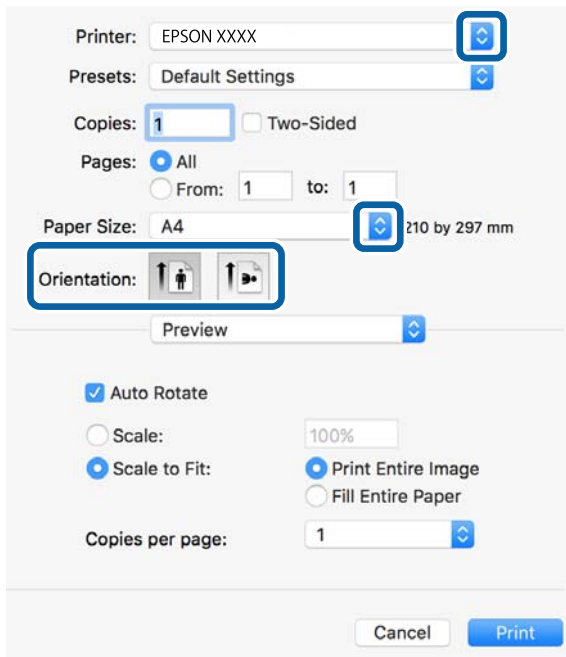 Printer: EPSON XXXX
Presets: Default Settings
Copies: 1 Two-Sided
Pages: All
From: 1 to: 1
Paper Size: A4 210 by 297 mm
Orientation:
Preview
Auto Rotate
Scale: 100%
Scale to Fit: Print Entire Image
Fill Entire Paper
Copies per page: 1
Cancel Print